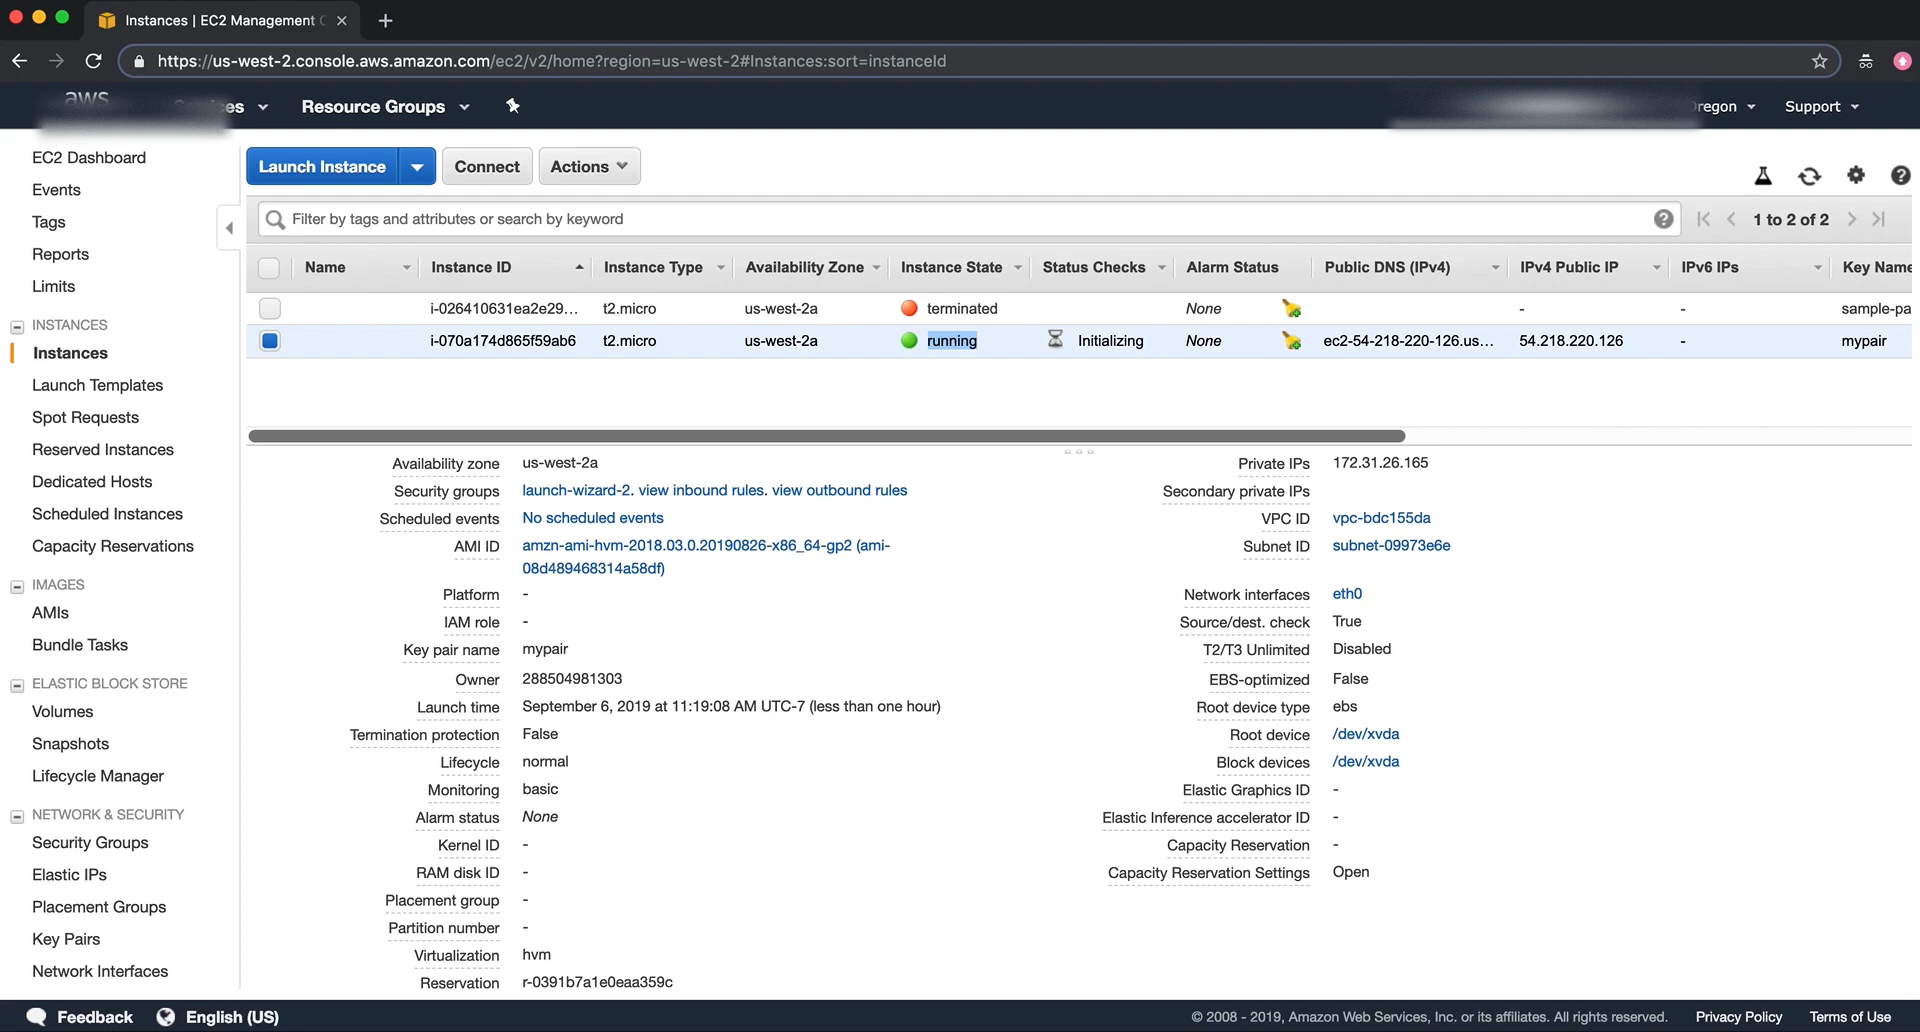 Instances | EC2 Management C
https://us-west-2.console.aws.amazon.com/ec2/v2/home?region=us-west-2#Instances:sort=instanceId
aws Resource Groups Support
EC2 Dashboard
Events
Tags
Reports
Limits
INSTANCES
Instances
Launch Templates
Spot Requests
Reserved Instances
Dedicated Hosts
Scheduled Instances
Capacity Reservations
IMAGES
AMIs
Bundle Tasks
ELASTIC BLOCK STORE
Volumes
Snapshots
Lifecycle Manager
NETWORK & SECURITY
Security Groups
Elastic IPs
Placement Groups
Key Pairs
Network Interfaces
Launch Instance Connect Actions
Filter by tags and attributes or search by keyword 1 to 2 of 2
Name Instance ID Instance Type Availability Zone Instance State Status Checks Alarm Status Public DNS (IPv4) IPv4 Public IP IPv6 IPs Key Name
i-026410631ea2e29... t2.micro us-west-2a terminated None - - sample-pa
i-070a174d865f59ab6 t2.micro us-west-2a running Initializing None ec2-54-218-220-126.us... 54.218.220.126 - mypair
Availability zone us-west-2a
Security groups launch-wizard-2. view inbound rules. view outbound rules
Scheduled events No scheduled events
AMI ID amzn-ami-hvm-2018.03.0.20190826-x86_64-gp2 (ami-
08d489468314a58df)
Platform -
IAM role -
Key pair name mypair
Owner 288504981303
Launch time September 6, 2019 at 11:19:08 AM UTC-7 (less than one hour)
Termination protection False
Lifecycle normal
Monitoring basic
Alarm status None
Kernel ID -
RAM disk ID -
Placement group -
Partition number -
Virtualization hvm
Reservation r-0391b7a1e0eaa359c
Private IPs 172.31.26.165
Secondary private IPs
VPC ID vpc-bdc155da
Subnet ID subnet-09973e6e
Network interfaces eth0
Source/dest. check True
T2/T3 Unlimited Disabled
EBS-optimized False
Root device type ebs
Root device /dev/xvda
Block devices /dev/xvda
Elastic Graphics ID -
Elastic Inference accelerator ID -
Capacity Reservation -
Capacity Reservation Settings Open
Feedback English (US) © 2008 - 2019, Amazon Web Services, Inc. or its affiliates. All rights reserved. Privacy Policy Terms of Use